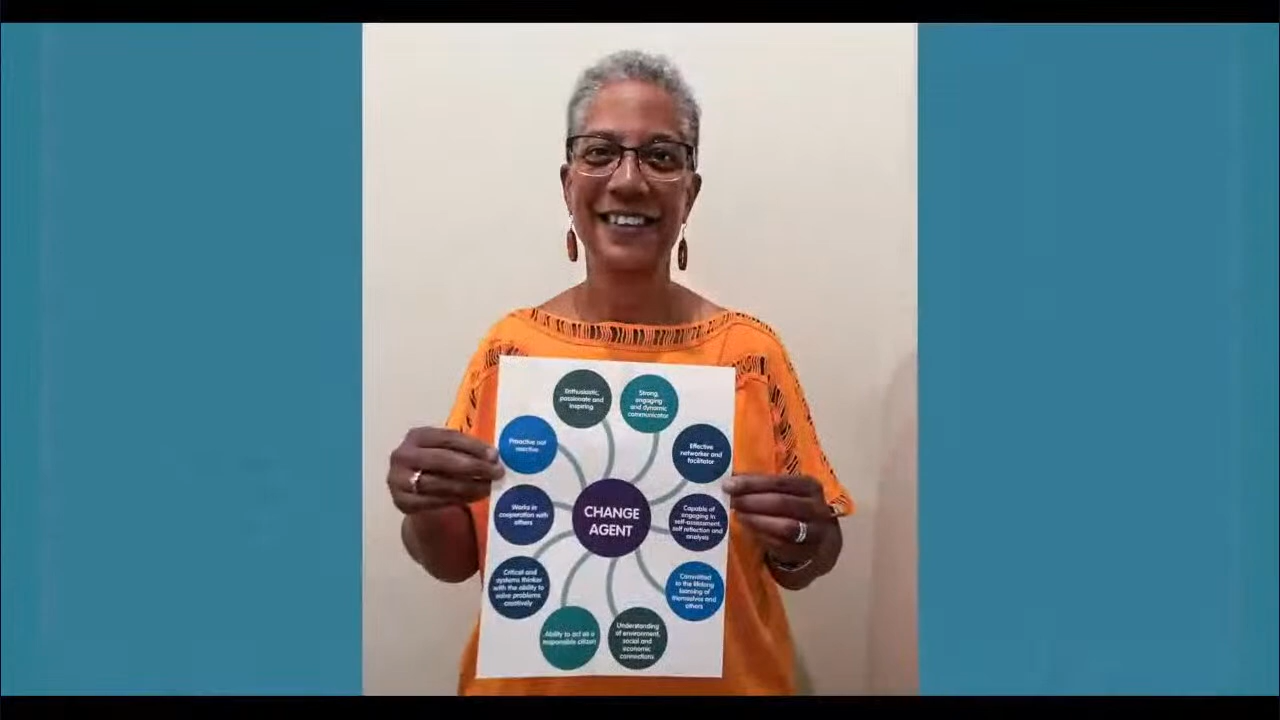 Enthusiastic,
passionate and
inspiring
Strong,
engaging
and dynamic
communicator
Proactive not
reactive
Effective
networker and
facilitator
Works in
cooperation with
others
CHANGE
AGENT
Capable of
engaging in
self-assessment,
self reflection and
analysis
Critical and
systems thinker
with the ability to
solve problems
creatively
Committed
to the lifelong
learning of
themselves and
others
Ability to act as a
responsible citizen
Understanding
of environment,
social and
economic
connections